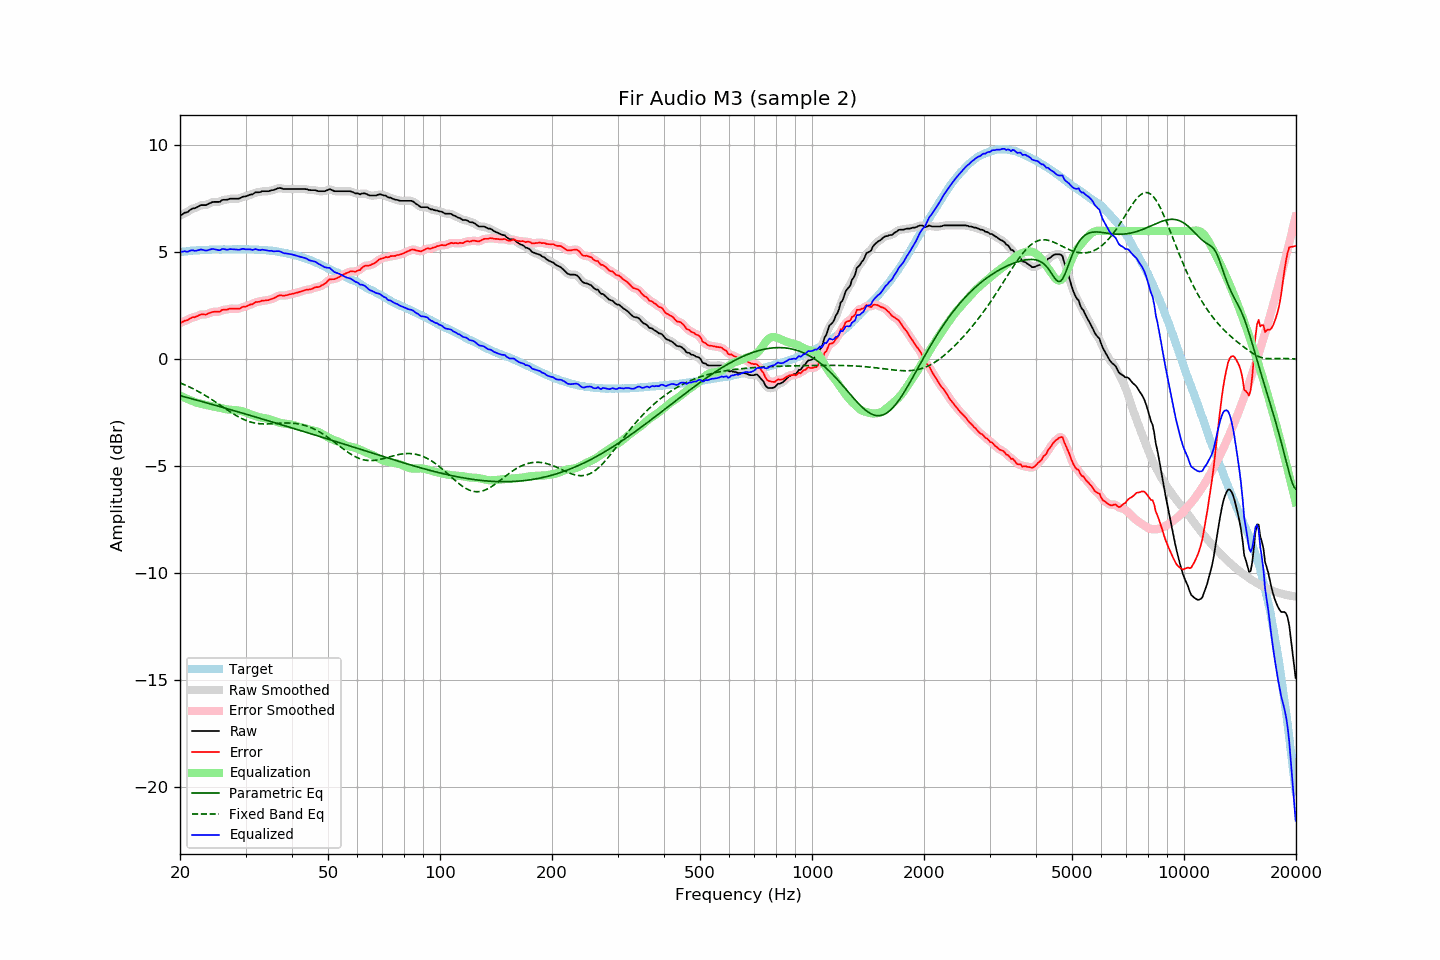 Fir Audio M3 (sample 2)
Amplitude (dBr)
10
5
0
−5
−10
−15
−20
Target
Raw Smoothed
Error Smoothed
Raw
Error
Equalization
Parametric Eq
Fixed Band Eq
Equalized
20 50 100 200 500 1000 2000 5000 10000 20000
Frequency (Hz)